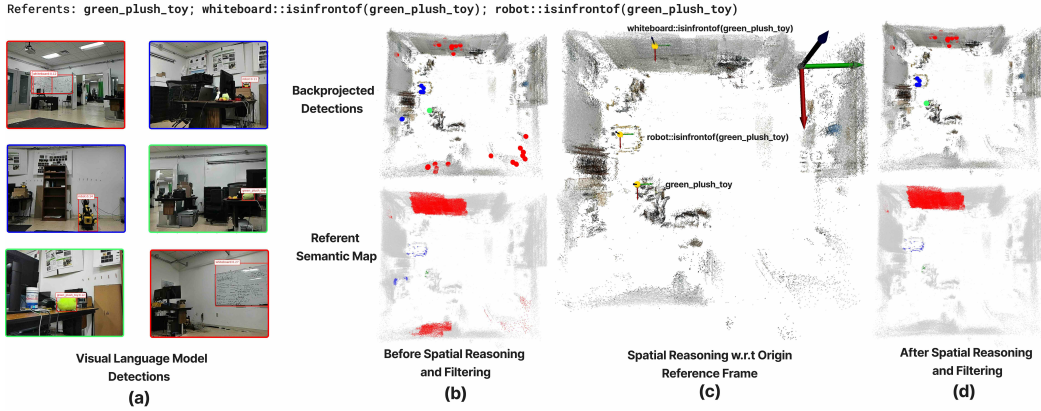 Referents: green_plush_toy; whiteboard::isinfrontof(green_plush_toy); robot::isinfrontof(green_plush_toy)
whiteboard::isinfrontof(green_plush_toy)
Backprojected
Detections
robot::isinfrontof(green_plush_toy)
green_plush_toy
Referent
Semantic Map
Visual Language Model
Detections
(a)
Before Spatial Reasoning
and Filtering
(b)
Spatial Reasoning w.r.t Origin
Reference Frame
(c)
After Spatial Reasoning
and Filtering
(d)